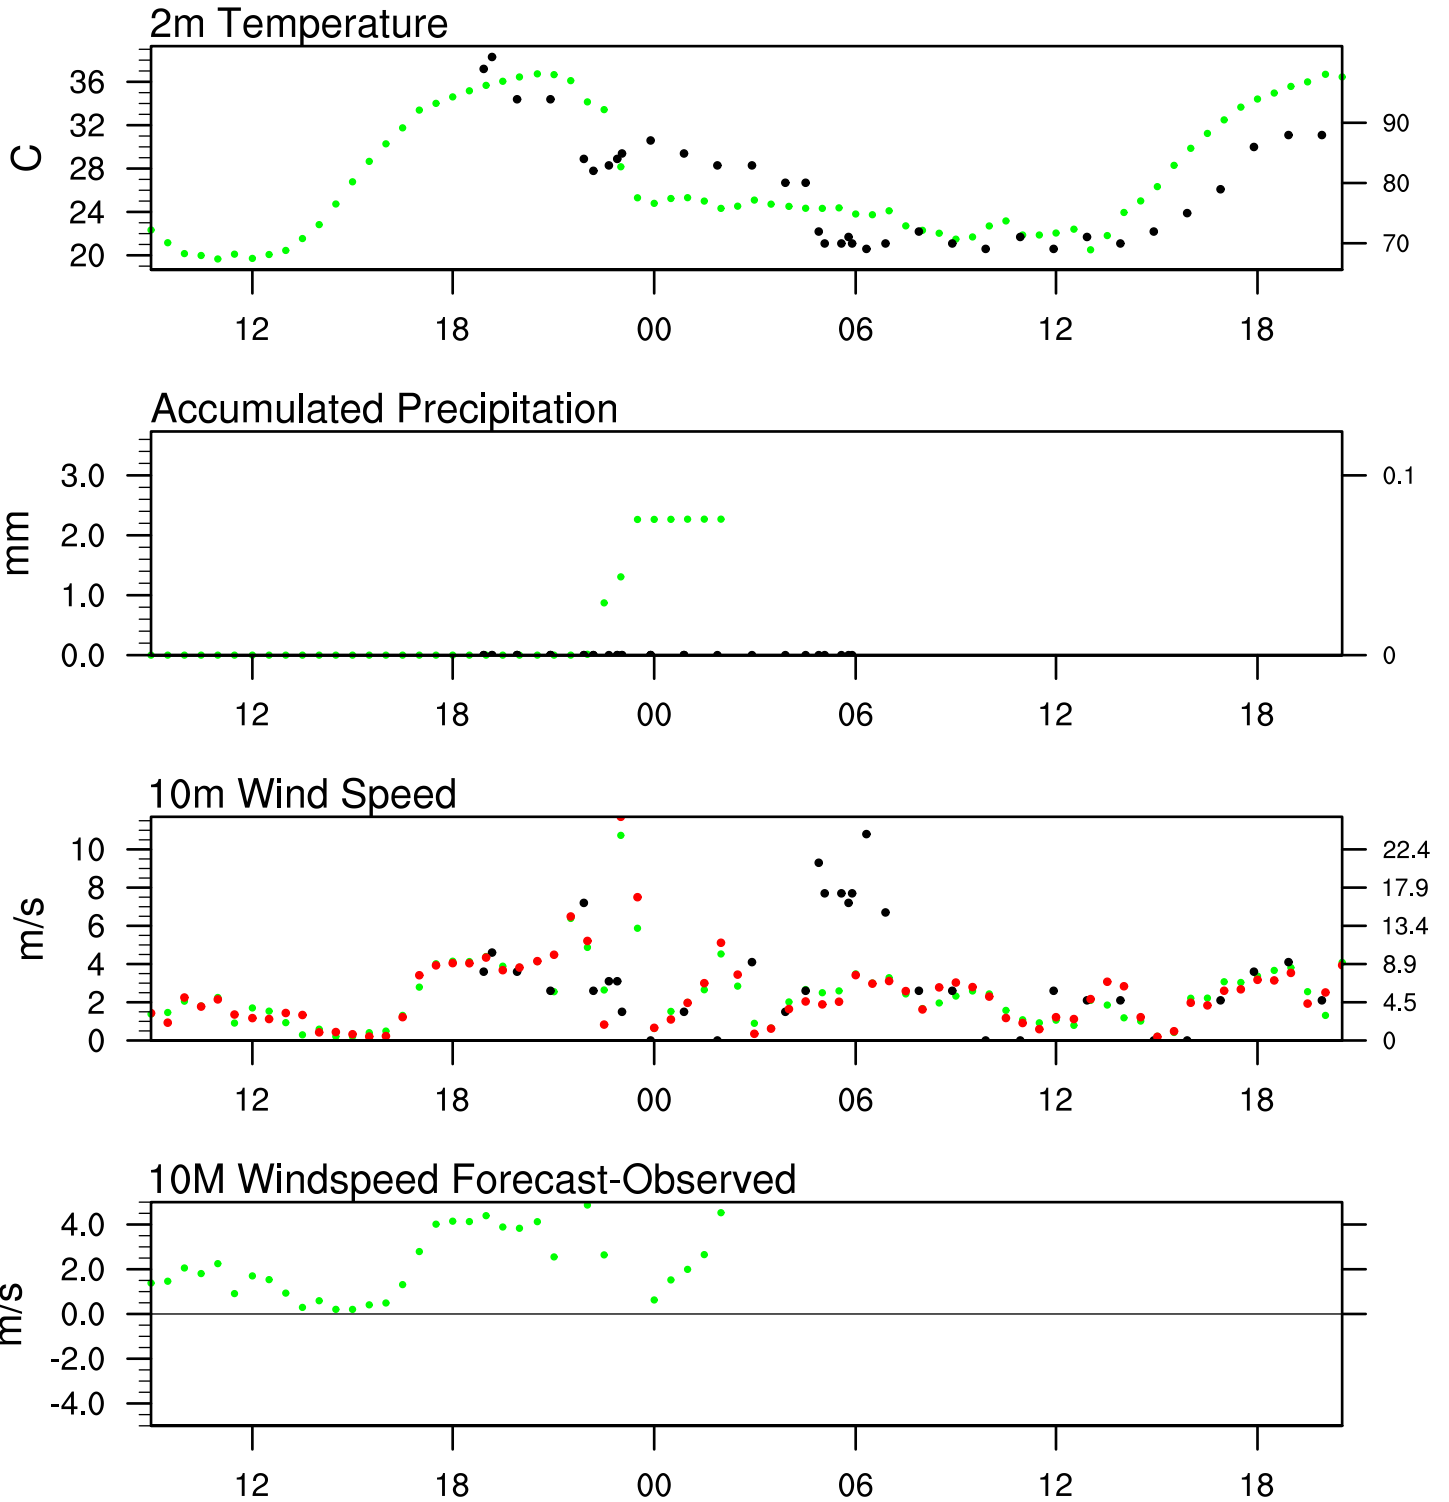 2m Temperature
C
36
32
28
24
20
90
80
70
12 18 00 06 12 18
Accumulated Precipitation
mm
3.0
2.0
1.0
0.0
0.1
0
12 18 00 06 12 18
10m Wind Speed
m/s
10
8
6
4
2
0
22.4
17.9
13.4
8.9
4.5
0
12 18 00 06 12 18
10M Windspeed Forecast-Observed
m/s
4.0
2.0
0.0
-2.0
-4.0
12 18 00 06 12 18